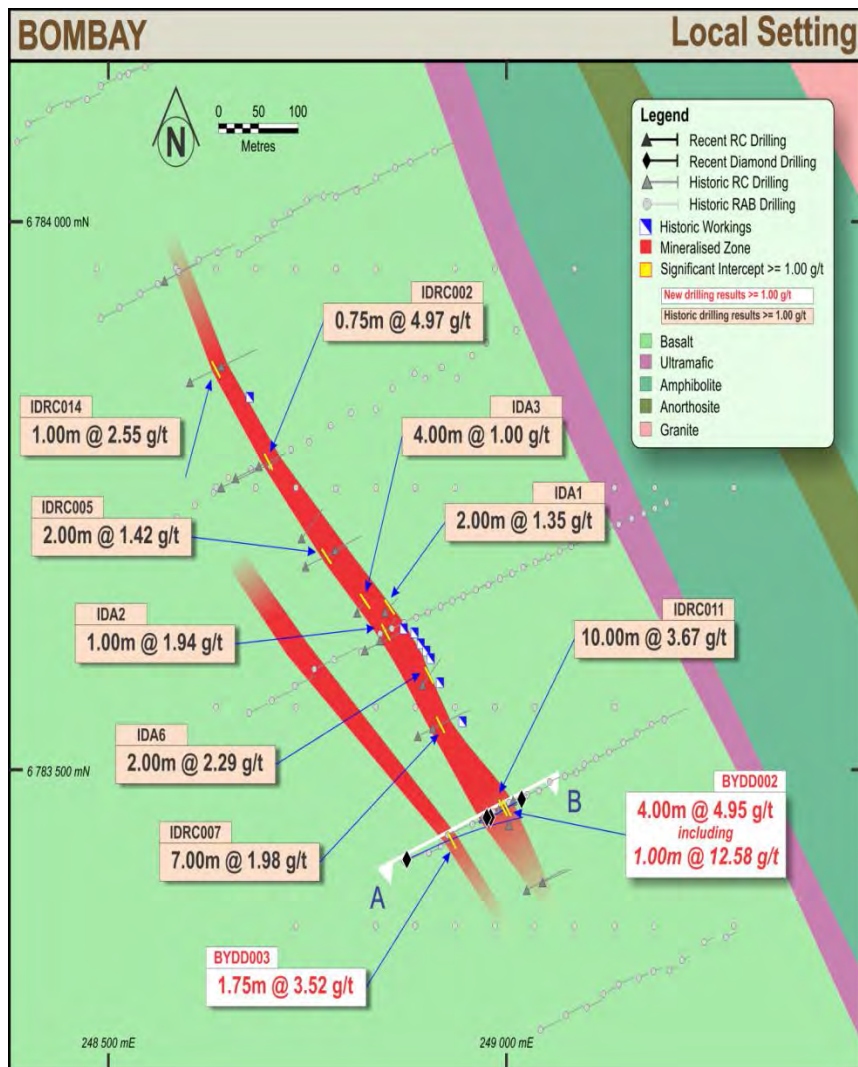 BOMBAY
Local Setting
N
0 50 100
Metres
Legend
Recent RC Drilling
Recent Diamond Drilling
Historic RC Drilling
Historic RAB Drilling
Historic Workings
Mineralised Zone
Significant Intercept >= 1.00 g/t
New drilling results >= 1.00 g/t
Historic drilling results >= 1.00 g/t
Basalt
Ultramafic
Amphibolite
Anorthosite
Granite
6 784 000 mN
IDRC002
0.75m @ 4.97 g/t
IDRC014
1.00m @ 2.55 g/t
IDA3
4.00m @ 1.00 g/t
IDRC005
2.00m @ 1.42 g/t
IDA1
2.00m @ 1.35 g/t
IDA2
1.00m @ 1.94 g/t
IDRC011
10.00m @ 3.67 g/t
IDA6
2.00m @ 2.29 g/t
6 783 500 mN
BYDD002
4.00m @ 4.95 g/t
including
1.00m @ 12.58 g/t
B
IDRC007
7.00m @ 1.98 g/t
A
BYDD003
1.75m @ 3.52 g/t
248 500 mE
249 000 mE